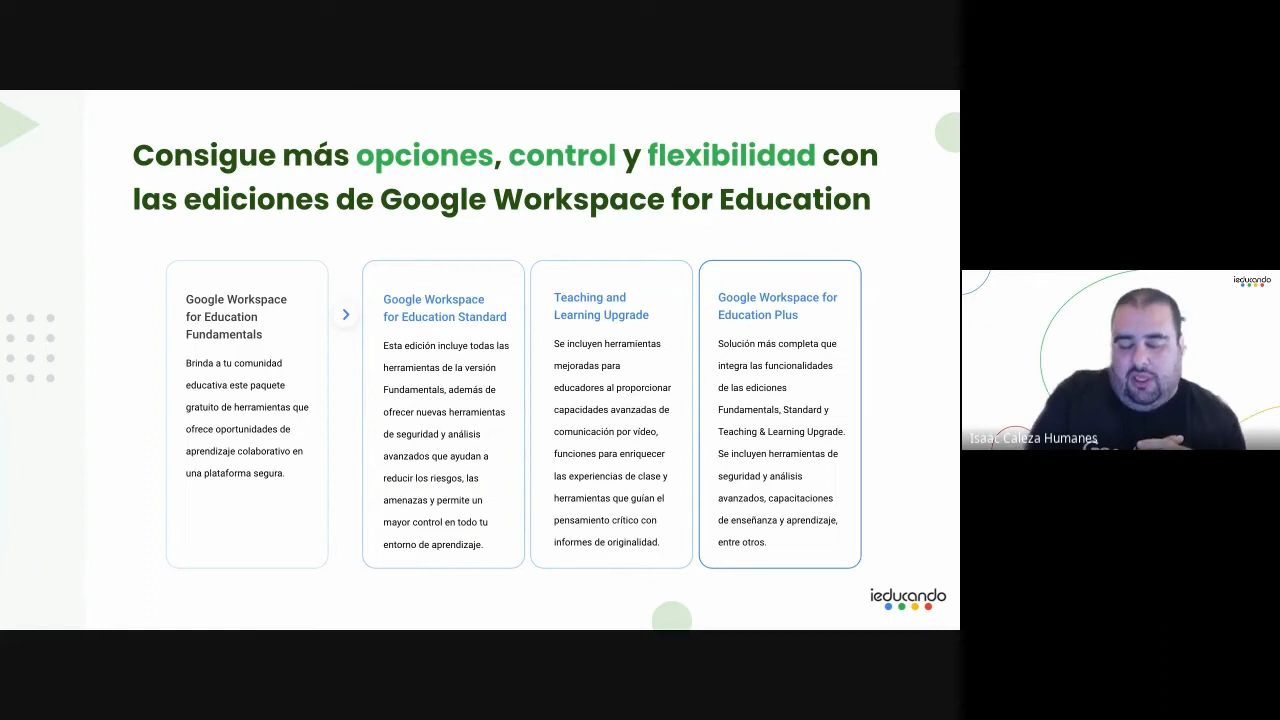 Consigue más opciones, control y flexibilidad con
las ediciones de Google Workspace for Education
Google Workspace
for Education
Fundamentals
Brinda a tu comunidad
educativa este paquete
gratuito de herramientas que
ofrece oportunidades de
aprendizaje colaborativo en
una plataforma segura.
Google Workspace
for Education Standard
Esta edición incluye todas las
herramientas de la versión
Fundamentals, además de
ofrecer nuevas herramientas
de seguridad y análisis
avanzados que ayudan a
reducir los riesgos, las
amenazas y permite un
mayor control en todo tu
entorno de aprendizaje.
Teaching and
Learning Upgrade
Se incluyen herramientas
mejoradas para
educadores al proporcionar
capacidades avanzadas de
comunicación por vídeo,
funciones para enriquecer
las experiencias de clase y
herramientas que guían el
pensamiento crítico con
informes de originalidad.
Google Workspace for
Education Plus
Solución más completa que
integra las funcionalidades
de las ediciones
Fundamentals, Standard y
Teaching & Learning Upgrade.
Se incluyen herramientas de
seguridad y análisis
avanzados, capacitaciones
de enseñanza y aprendizaje,
entre otros.
ieducando
ieducando
Isaac Caleza Humanes